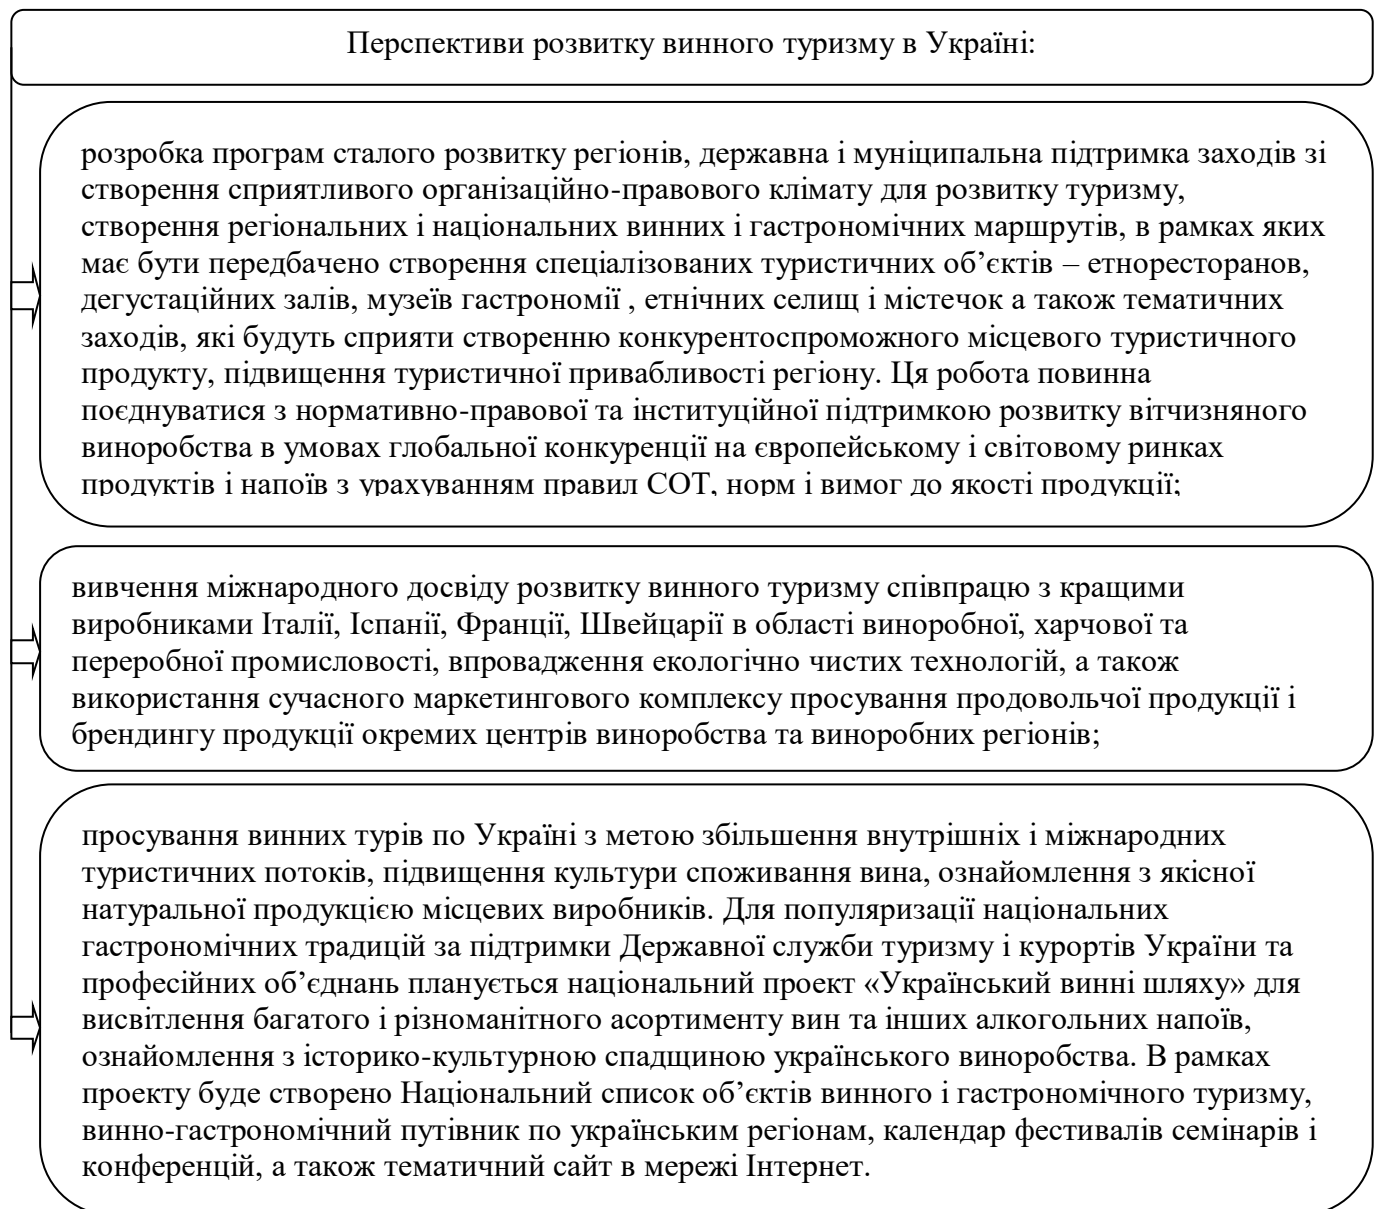 Перспективи розвитку винного туризму в Україні:
розробка програм сталого розвитку регіонів, державна і муніципальна підтримка заходів зі
створення сприятливого організаційно-правового клімату для розвитку туризму,
створення регіональних і національних винних і гастрономічних маршрутів, в рамках яких
має бути передбачено створення спеціалізованих туристичних об’єктів – етноресторанов,
дегустаційних залів, музеїв гастрономії , етнічних селищ і містечок а також тематичних
заходів, які будуть сприяти створенню конкурентоспроможного місцевого туристичного
продукту, підвищення туристичної привабливості регіону. Ця робота повинна
поєднуватися з нормативно-правової та інституційної підтримкою розвитку вітчизняного
виноробства в умовах глобальної конкуренції на європейському і світовому ринках
продуктів і напоїв з урахуванням правил СОТ, норм і вимог до якості продукції;
вивчення міжнародного досвіду розвитку винного туризму співпрацю з кращими
виробниками Італії, Іспанії, Франції, Швейцарії в області виноробної, харчової та
переробної промисловості, впровадження екологічно чистих технологій, а також
використання сучасного маркетингового комплексу просування продовольчої продукції і
брендингу продукції окремих центрів виноробства та виноробних регіонів;
просування винних турів по Україні з метою збільшення внутрішніх і міжнародних
туристичних потоків, підвищення культури споживання вина, ознайомлення з якісної
натуральної продукцією місцевих виробників. Для популяризації національних
гастрономічних традицій за підтримки Державної служби туризму і курортів України та
професійних об’єднань планується національний проект «Український винні шляху» для
висвітлення багатого і різноманітного асортименту вин та інших алкогольних напоїв,
ознайомлення з історико-культурною спадщиною українського виноробства. В рамках
проекту буде створено Національний список об’єктів винного і гастрономічного туризму,
винно-гастрономічний путівник по українським регіонам, календар фестивалів семінарів і
конференцій, а також тематичний сайт в мережі Інтернет.